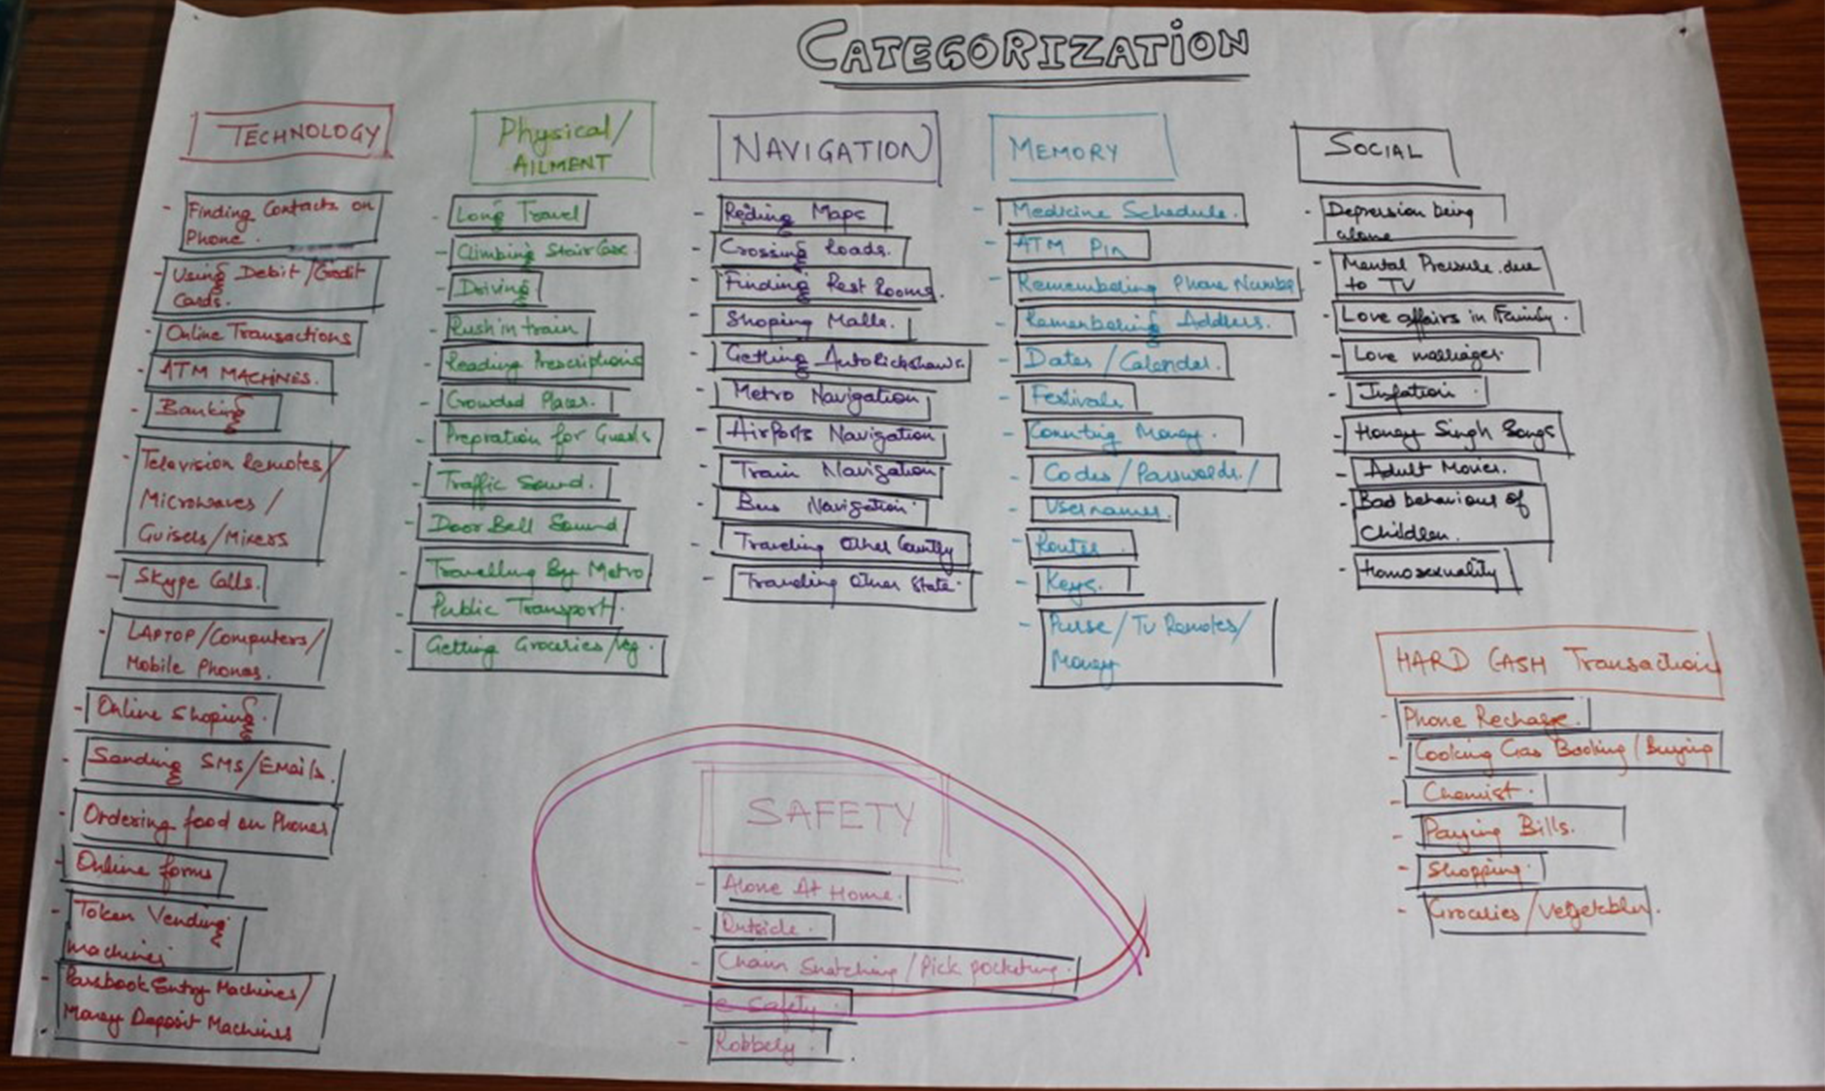 CATEGORIZATION
TECHNOLOGY
- Finding Contacts on
Phone.
- Using Debit/Credit
Cards.
- Online Transactions
- ATM MACHINES.
- Banking
- Television Remotes/
Microwaves/
Guisers/Mixers
- Skype Calls.
- LAPTOP/Computers/
Mobile Phones.
- Online Shoping.
- Sending SMS/EMails.
- Ordering food on Phones
- Online forms
- Token Vending
machines
- Passbook Entry Machines/
Money Deposit Machines
Physical/
AILMENT
- Long Travel
- Climbing Stair Case.
- Driving
- Rush in train
- Reading Prescriptions
- Crowded Places.
- Prepration for Guests
- Traffic Sound.
- Door Bell Sound
- Travelling By Metro
- Public Transport.
- Getting Groceries/Veg.
NAVIGATION
- Reding Maps
- Crossing Roads.
- Finding Rest Rooms.
- Shoping Malls.
- Getting AutoRickshaws.
- Metro Navigation
- Airports Navigation
- Train Navigation
- Bus Navigation.
- Traveling Other Country
- Traveling Other State.
MEMORY
- Medicine Schedule.
- ATM Pin
- Remembering Phone Number
- Remembering Address.
- Dates/Calendar.
- Festivals
- Counting Money.
- Codes/Passwords/
- Usernames.
- Routes.
- Keys.
- Purse/TV Remotes/
Money
SOCIAL
- Depression being
alone
- Mental Pressure due
to TV
- Love affairs in Family.
- Love marriages.
- Inflation.
- Honey Singh Songs
- Adult Movies.
- Bad behaviour of
Children.
- Homosexuality
HARD CASH Transaction
- Phone Recharge.
- Cooking Gas Booking/Buying
- Chemist.
- Paying Bills.
- Shopping.
- Groceries/Vegetables.
SAFETY
- Alone At Home.
- Outside.
- Chain Snatching/Pick pocketing.
- e Safety.
- Robbery.